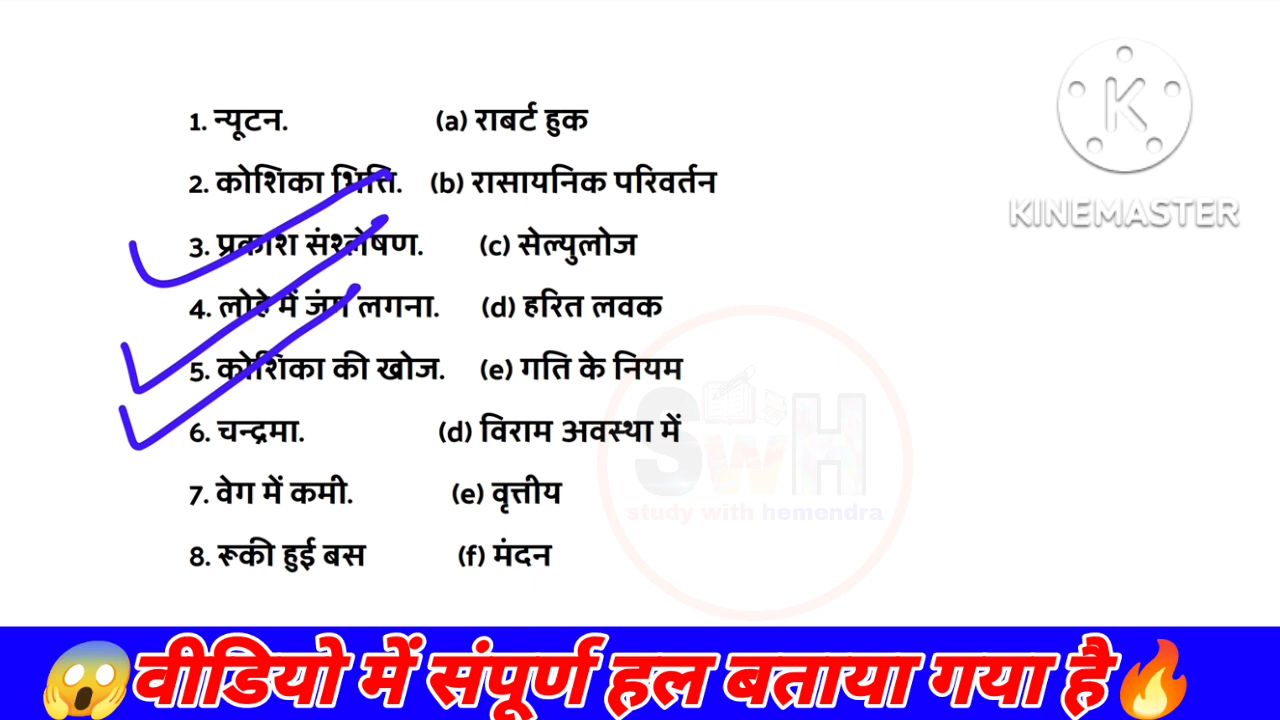 1. न्यूटन. (a) राबर्ट हुक
2. कोशिका भित्ति. (b) रासायनिक परिवर्तन
3. प्रकाश संश्लेषण. (c) सेल्युलोज
4. लोहे में जंग लगना. (d) हरित लवक
5. कोशिका की खोज. (e) गति के नियम
6. चन्द्रमा. (d) विराम अवस्था में
7. वेग में कमी. (e) वृत्तीय
8. रूकी हुई बस (f) मंदन
K
KINEMASTER
SWH
study with hemendra
वीडियो में संपूर्ण हल बताया गया है